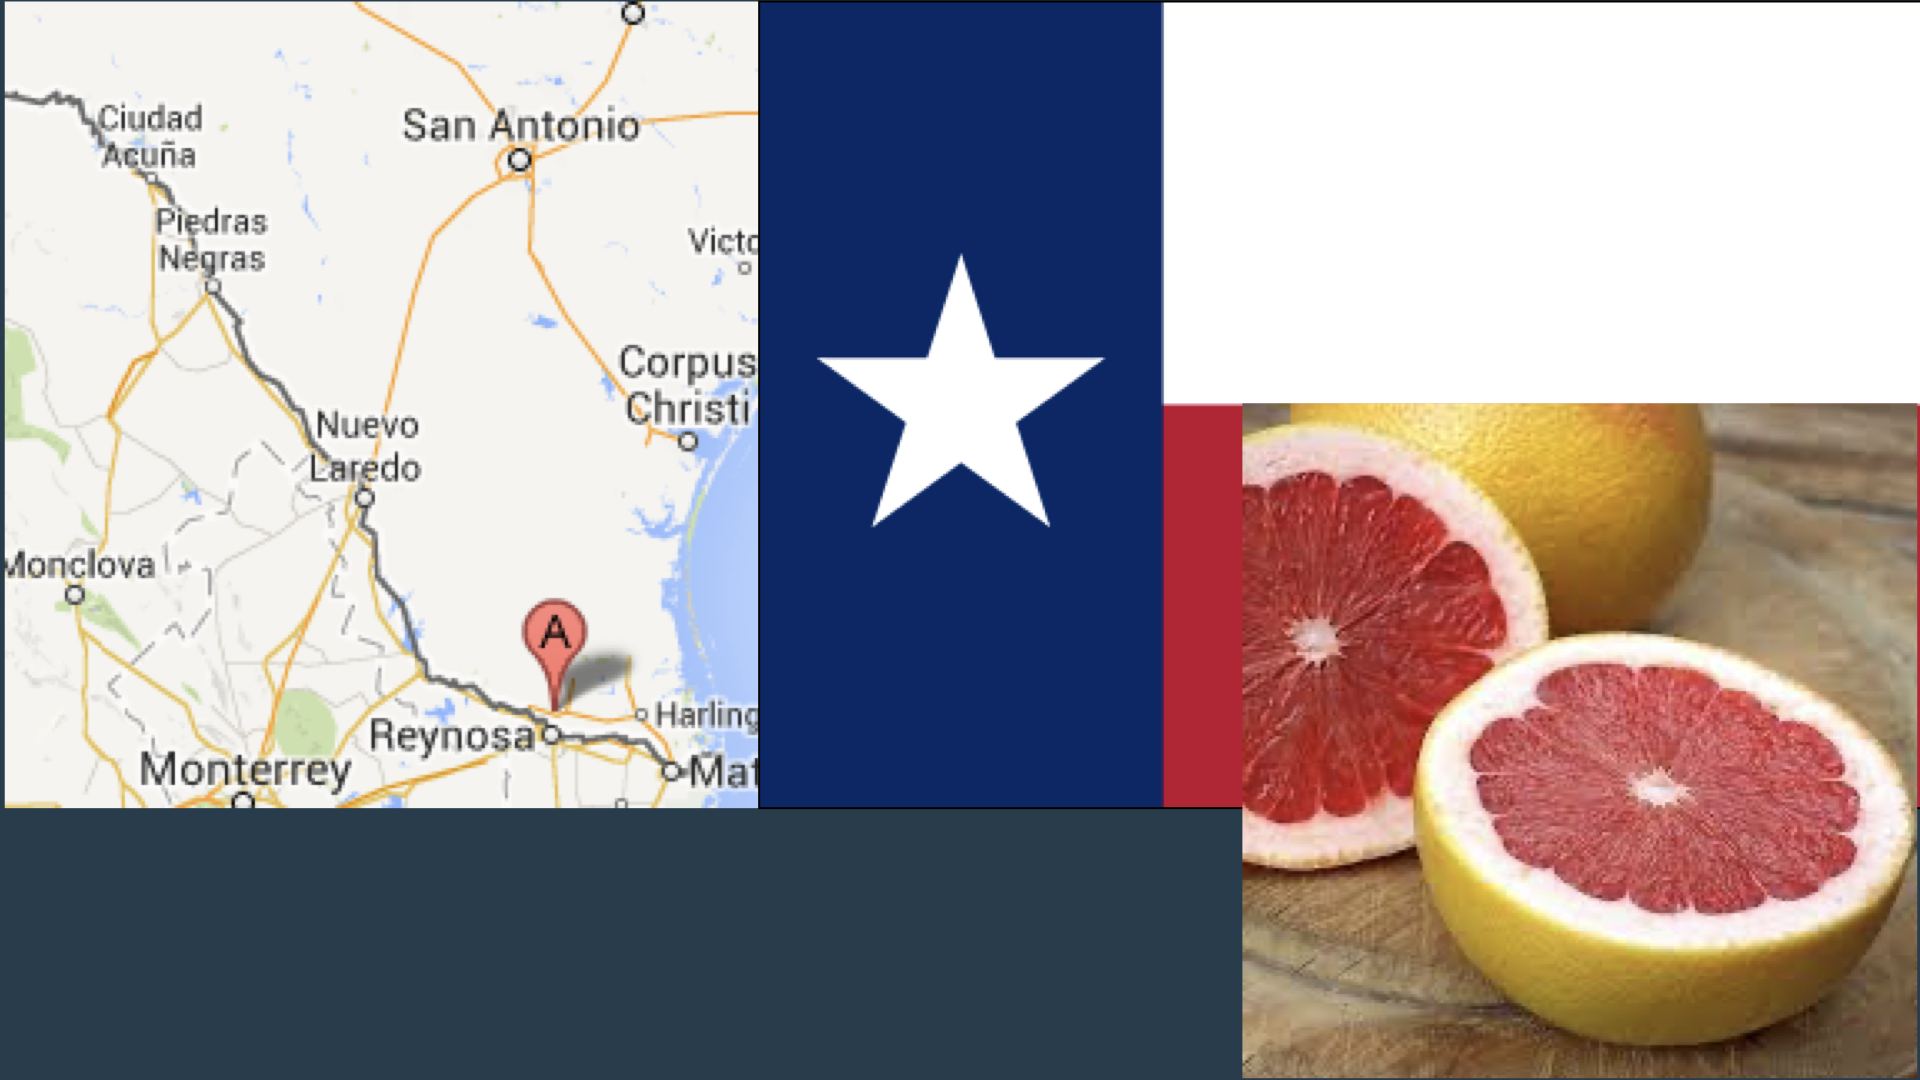 Ciudad
Acuña
San Antonio
Piedras
Negras
Victo
Corpus
Christi
Nuevo
Laredo
Monclova
A
Harling
Reynosa
Mat
Monterrey